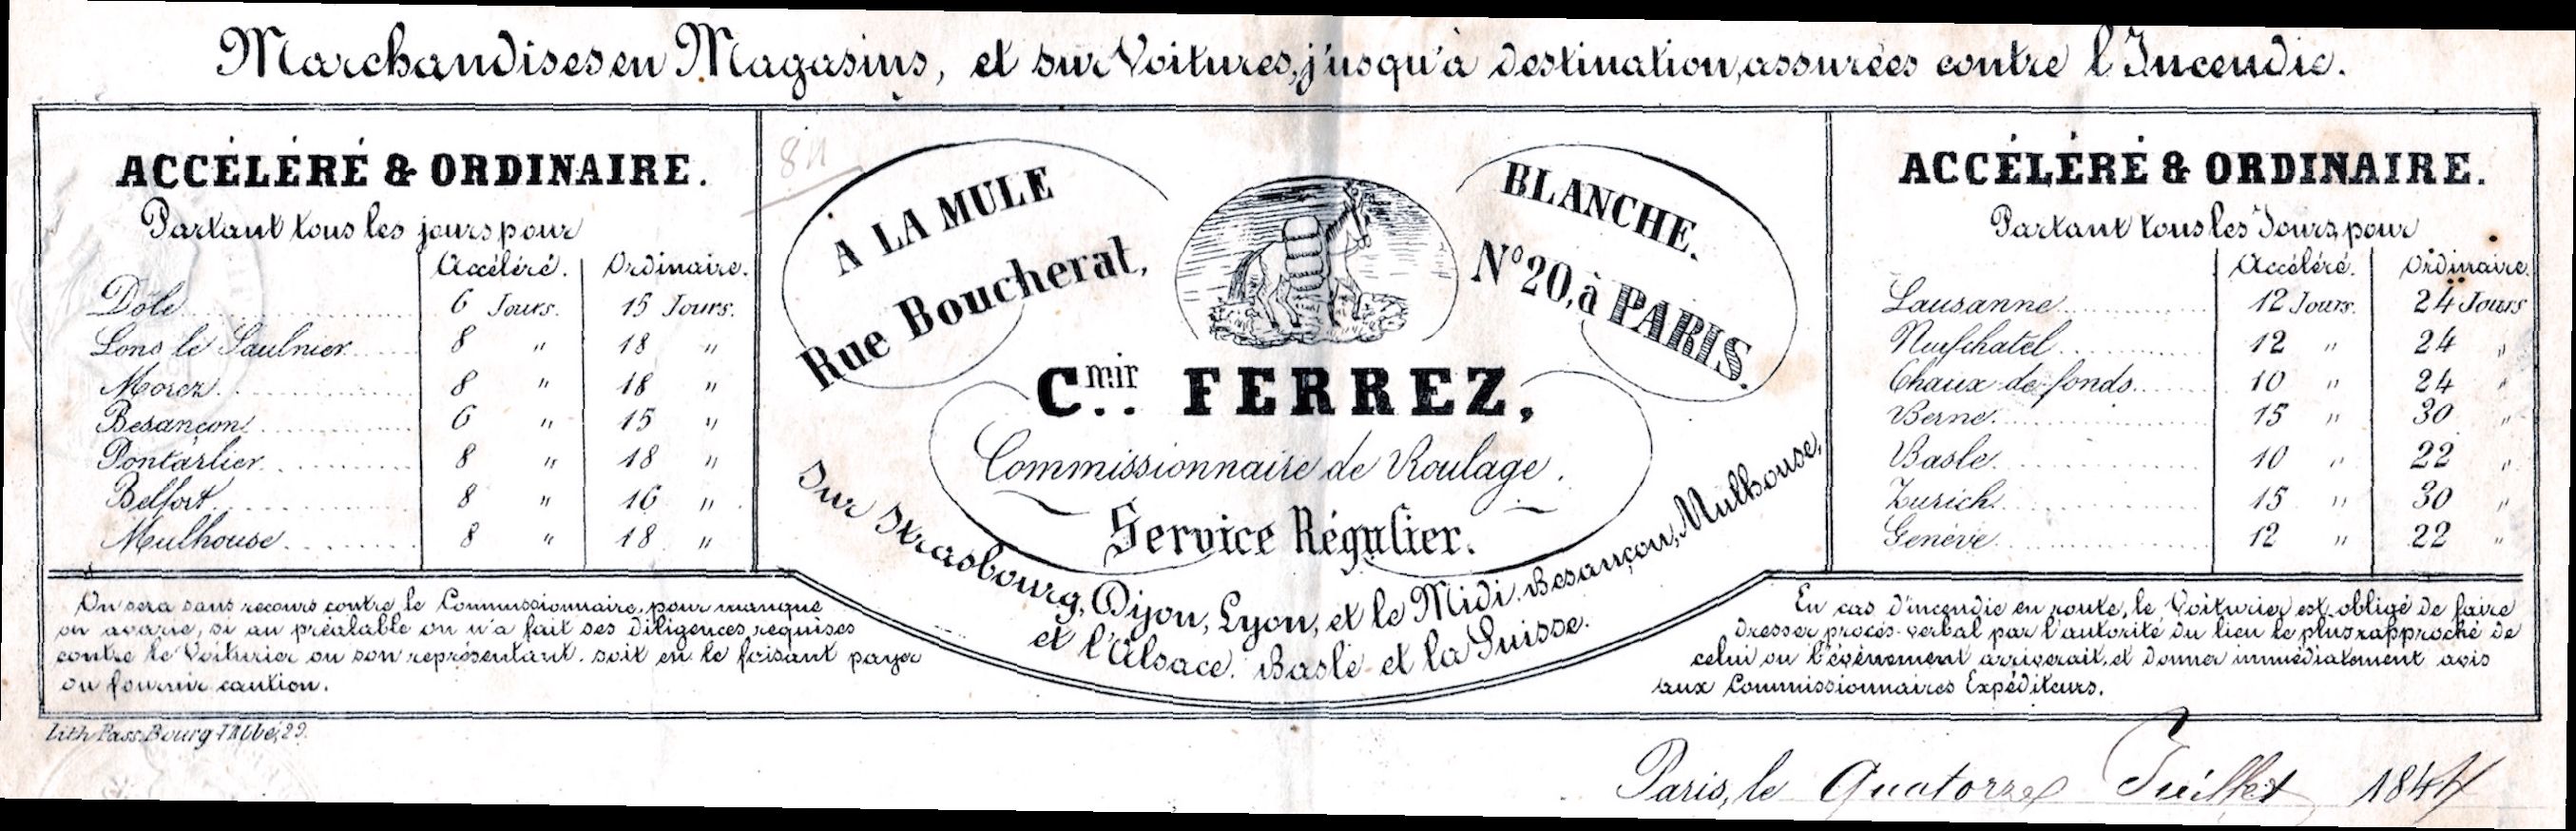 Marchandises en Magasins, et sur Voitures, j'usqu'à destination, assurées contre l'Incendie.
ACCÉLÉRÉ & ORDINAIRE.
Partant tous les jours pour
Accéléré. Ordinaire.
Dôle 6 Jours. 15 Jours.
Lons le Saulnier 8 " 18 "
Morez 8 " 18 "
Besançon 6 " 15 "
Pontarlier 8 " 18 "
Belfort 8 " 16 "
Mulhouse 8 " 18 "
On sera sans recours contre le Commissionnaire, pour manque
ou avarie, si au préalable on n'a fait ses diligences requises
contre le Voiturier ou son représentant. soit en le faisant payer
ou fournir caution.
Lith. Pass. Bourg-l'Abbé, 29.
A LA MULE BLANCHE.
Rue Boucherat, N° 20, à PARIS.
Cmir FERREZ,
Commissionnaire de Roulage.
Service Régulier.
Sur Strasbourg, Dijon, Lyon, et le Midi. Besançon, Mulhouse,
et l'Alsace. Basle et la Suisse.
ACCÉLÉRÉ & ORDINAIRE.
Partant tous les Jours, pour
Accéléré. Ordinaire.
Lausanne 12 Jours. 24 Jours
Neufchatel 12 " 24 "
Chaux-de-fonds 10 " 24 "
Berne 15 " 30 "
Basle 10 " 22 "
Zurich 15 " 30 "
Genève 12 " 22 "
En cas d'incendie en route, le Voiturier est obligé de faire
dresser procès-verbal par l'autorité du lieu le plus rapproché de
celui ou l'évènement arriverait, et donner immédiatement avis
aux Commissionnaires Expéditeurs.
Paris, le Quatorze Juillet 1844